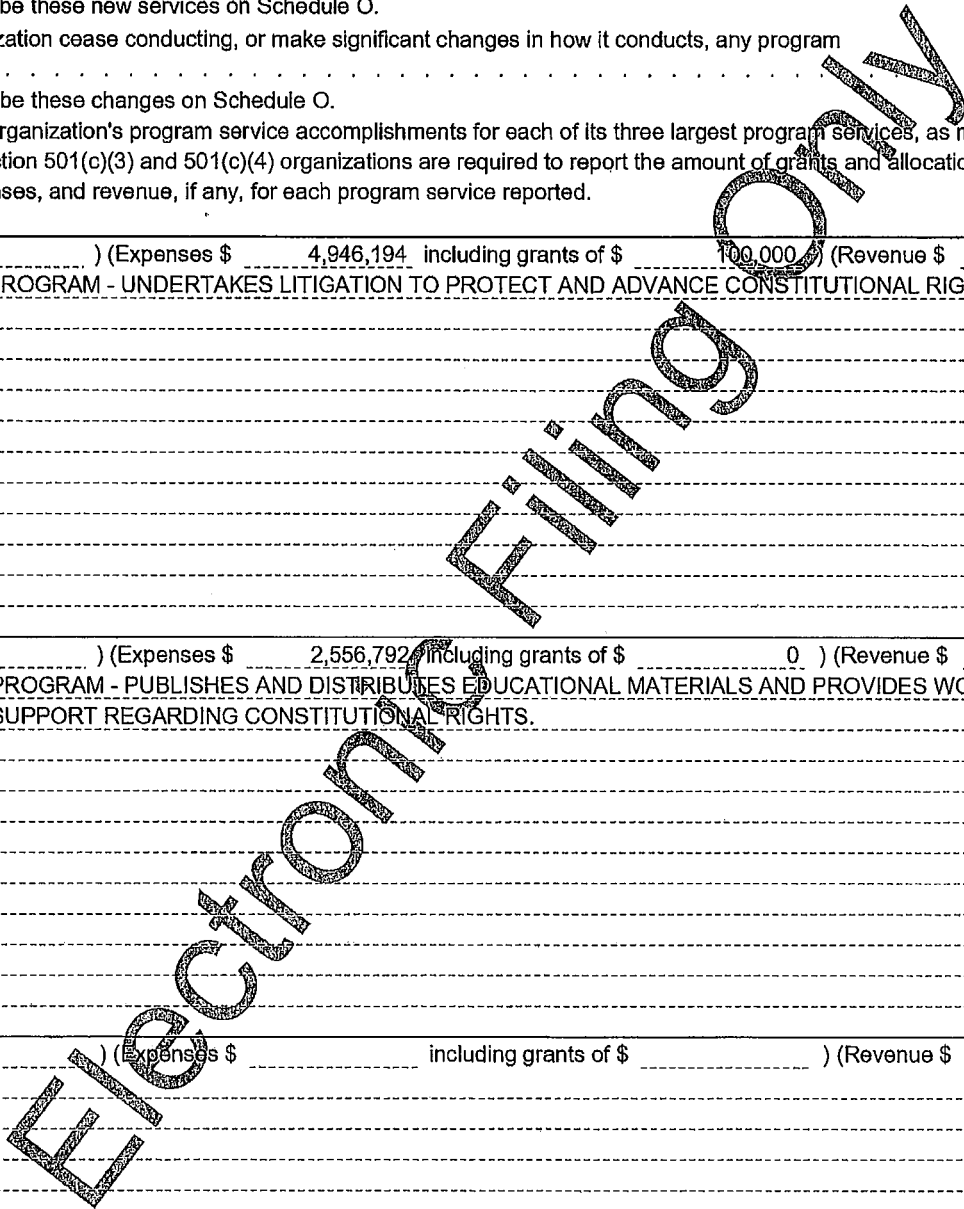 be these new services on Schedule O.
zation cease conducting, or make significant changes in how it conducts, any program
be these changes on Schedule O.
rganization's program service accomplishments for each of its three largest program services, as
tion 501(c)(3) and 501(c)(4) organizations are required to report the amount of grants and allocatio
ses, and revenue, if any, for each program service reported.
) (Expenses $ 4,946,194 including grants of $ 100,000 ) (Revenue $
ROGRAM - UNDERTAKES LITIGATION TO PROTECT AND ADVANCE CONSTITUTIONAL RIG
) (Expenses $ 2,556,792 including grants of $ 0 ) (Revenue $
PROGRAM - PUBLISHES AND DISTRIBUTES EDUCATIONAL MATERIALS AND PROVIDES WO
SUPPORT REGARDING CONSTITUTIONAL RIGHTS.
) (Expenses $ including grants of $ ) (Revenue $
Electronic Filing Only